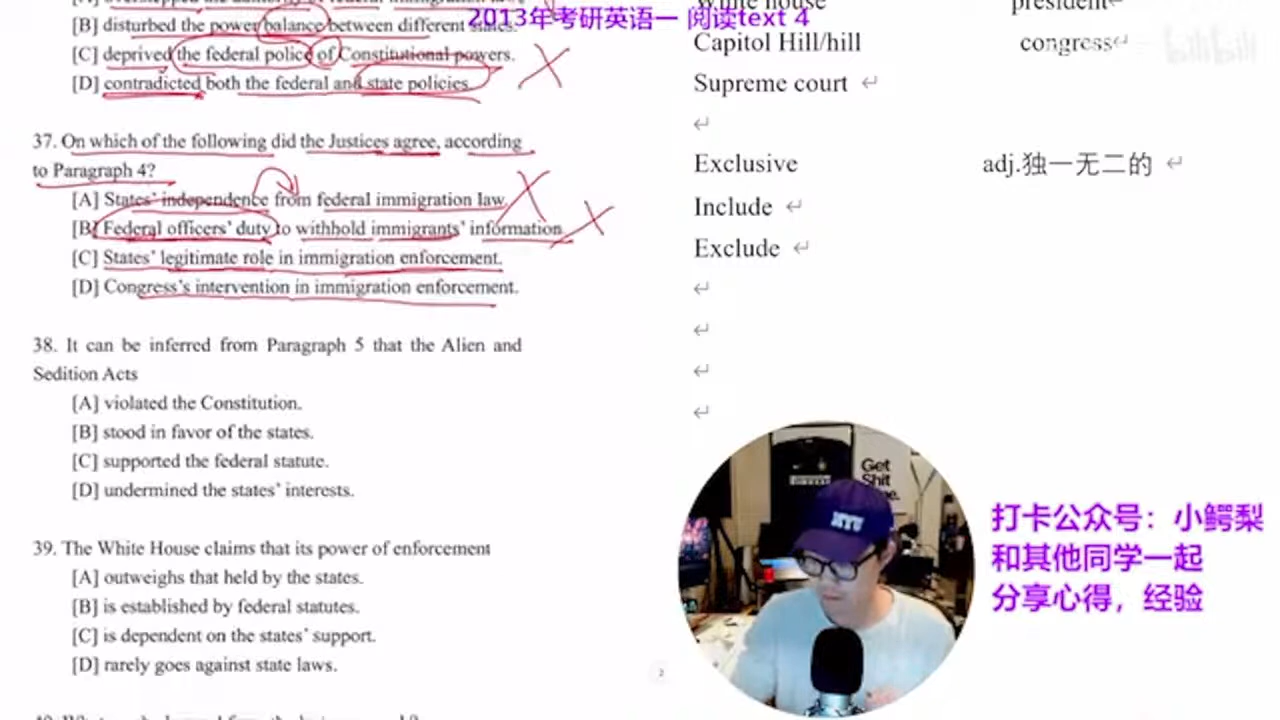 2013年考研英语一 阅读text 4
[B] disturbed the power balance between different states.
[C] deprived the federal police of Constitutional powers.
[D] contradicted both the federal and state policies.
37. On which of the following did the Justices agree, according
to Paragraph 4?
[A] States' independence from federal immigration law.
[B] Federal officers' duty to withhold immigrants' information.
[C] States' legitimate role in immigration enforcement.
[D] Congress's intervention in immigration enforcement.
38. It can be inferred from Paragraph 5 that the Alien and
Sedition Acts
[A] violated the Constitution.
[B] stood in favor of the states.
[C] supported the federal statute.
[D] undermined the states' interests.
39. The White House claims that its power of enforcement
[A] outweighs that held by the states.
[B] is established by federal statutes.
[C] is dependent on the states' support.
[D] rarely goes against state laws.
2
White house president
Capitol Hill/hill congress
Supreme court
Exclusive adj.独一无二的
Include
Exclude
bilibili
Get
Shit
NYU
打卡公众号：小鳄梨
和其他同学一起
分享心得，经验